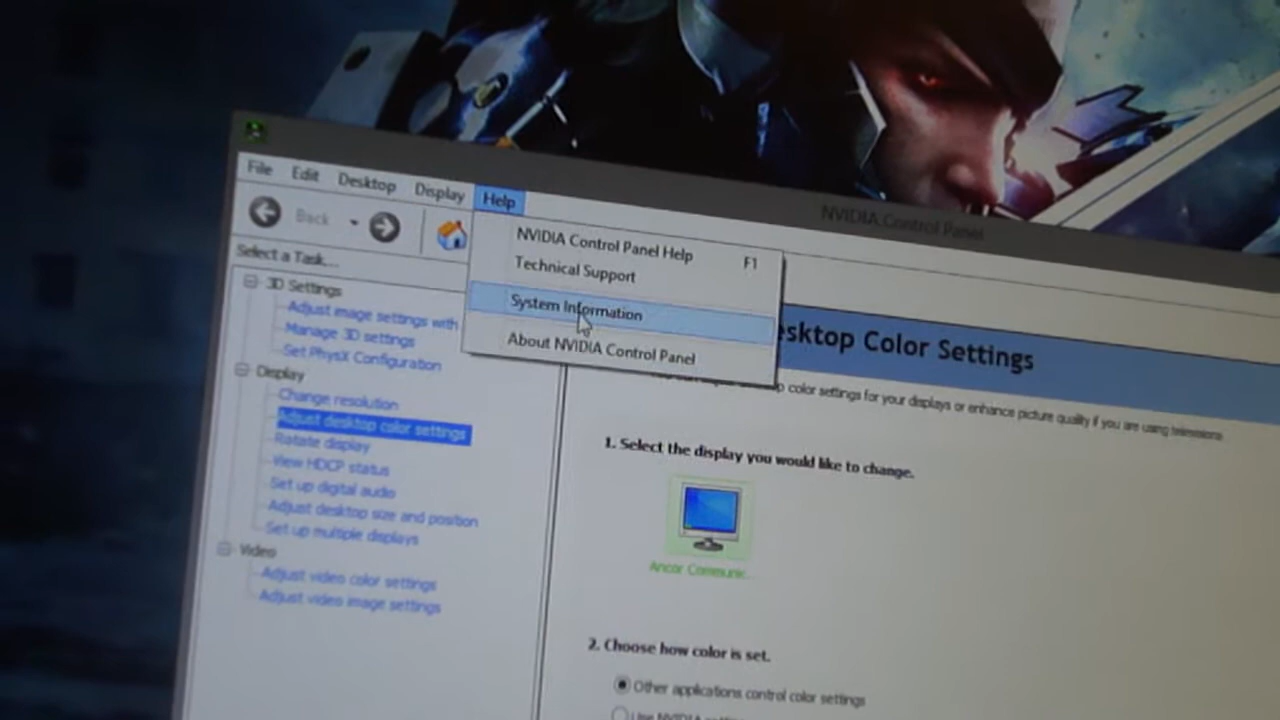 NVIDIA Control Panel
File Edit Desktop Display Help
Back
NVIDIA Control Panel Help F1
Technical Support
System Information
About NVIDIA Control Panel
Select a Task...
3D Settings
Adjust image settings with
Manage 3D settings
Set PhysX Configuration
Display
Change resolution
Adjust desktop color settings
Rotate display
View HDCP status
Set up digital audio
Adjust desktop size and position
Set up multiple displays
Video
Adjust video color settings
Adjust video image settings
sktop Color Settings
color settings for your displays or enhance picture quality if you are using televisions
1. Select the display you would like to change.
Ancor Communic...
2. Choose how color is set.
Other applications control color settings
Use NVIDIA